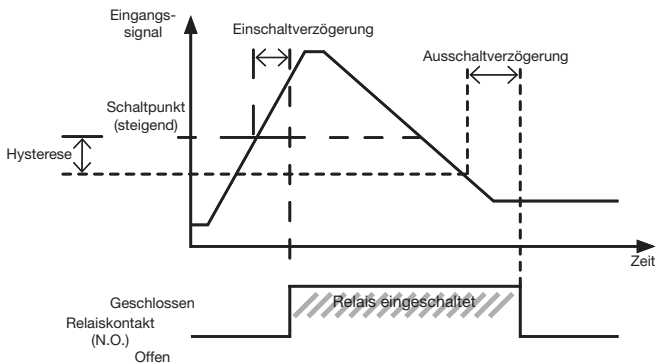 Eingangs-
signal
Einschaltverzögerung
Ausschaltverzögerung
Schaltpunkt
(steigend)
Hysterese
Zeit
Geschlossen
Relais eingeschaltet
Relaiskontakt
(N.O.)
Offen